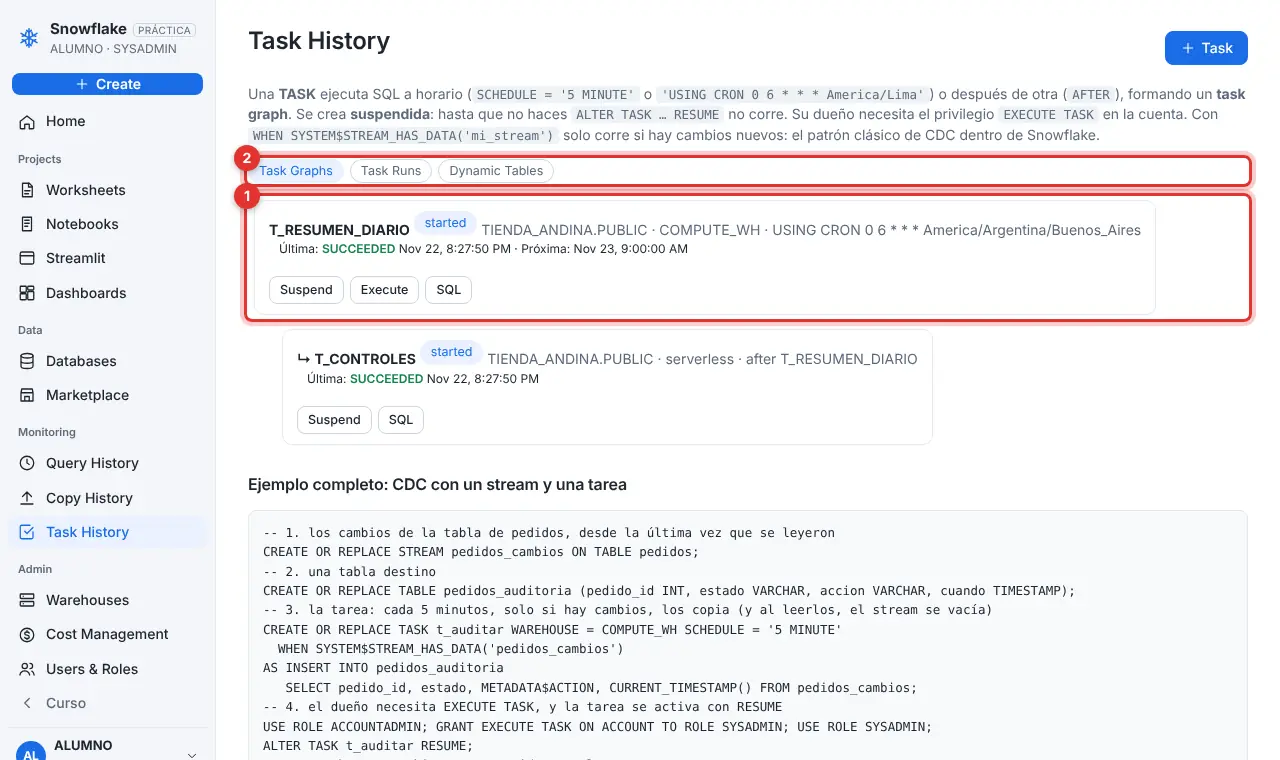 Snowflake PRÁCTICA
ALUMNO · SYSADMIN
+ Create
Home
Projects
Worksheets
Notebooks
Streamlit
Dashboards
Data
Databases
Marketplace
Monitoring
Query History
Copy History
Task History
Admin
Warehouses
Cost Management
Users & Roles
Curso
AL ALUMNO
Task History
+ Task
Una TASK ejecuta SQL a horario ( SCHEDULE = '5 MINUTE' o 'USING CRON 0 6 * * * America/Lima' ) o después de otra ( AFTER ), formando un task
graph. Se crea suspendida: hasta que no haces ALTER TASK … RESUME no corre. Su dueño necesita el privilegio EXECUTE TASK en la cuenta. Con
WHEN SYSTEM$STREAM_HAS_DATA('mi_stream') solo corre si hay cambios nuevos: el patrón clásico de CDC dentro de Snowflake.
2
Task Graphs Task Runs Dynamic Tables
1
T_RESUMEN_DIARIO started TIENDA_ANDINA.PUBLIC · COMPUTE_WH · USING CRON 0 6 * * * America/Argentina/Buenos_Aires
Última: SUCCEEDED Nov 22, 8:27:50 PM · Próxima: Nov 23, 9:00:00 AM
Suspend Execute SQL
↳ T_CONTROLES started TIENDA_ANDINA.PUBLIC · serverless · after T_RESUMEN_DIARIO
Última: SUCCEEDED Nov 22, 8:27:50 PM
Suspend SQL
Ejemplo completo: CDC con un stream y una tarea
-- 1. los cambios de la tabla de pedidos, desde la última vez que se leyeron
CREATE OR REPLACE STREAM pedidos_cambios ON TABLE pedidos;
-- 2. una tabla destino
CREATE OR REPLACE TABLE pedidos_auditoria (pedido_id INT, estado VARCHAR, accion VARCHAR, cuando TIMESTAMP);
-- 3. la tarea: cada 5 minutos, solo si hay cambios, los copia (y al leerlos, el stream se vacía)
CREATE OR REPLACE TASK t_auditar WAREHOUSE = COMPUTE_WH SCHEDULE = '5 MINUTE'
WHEN SYSTEM$STREAM_HAS_DATA('pedidos_cambios')
AS INSERT INTO pedidos_auditoria
SELECT pedido_id, estado, METADATA$ACTION, CURRENT_TIMESTAMP() FROM pedidos_cambios;
-- 4. el dueño necesita EXECUTE TASK, y la tarea se activa con RESUME
USE ROLE ACCOUNTADMIN; GRANT EXECUTE TASK ON ACCOUNT TO ROLE SYSADMIN; USE ROLE SYSADMIN;
ALTER TASK t_auditar RESUME;